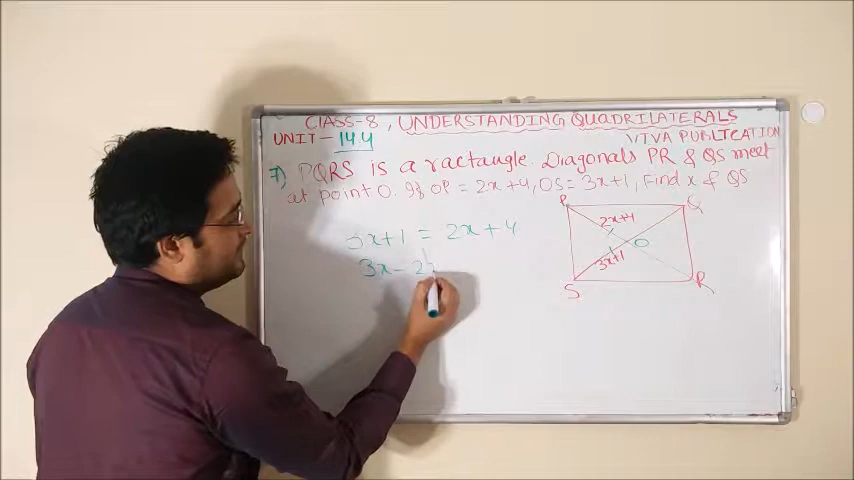 CLASS-8, UNDERSTANDING QUADRILATERALS
UNIT-14.4 VIVA PUBLICATION
7) PQRS is a ractangle. Diagonals PR & QS meet
at point O. If OP = 2x+4, OS = 3x+1, Find x & QS
3x+1 = 2x+4
3x-2x
P Q
2x+4
O
3x+1
S R